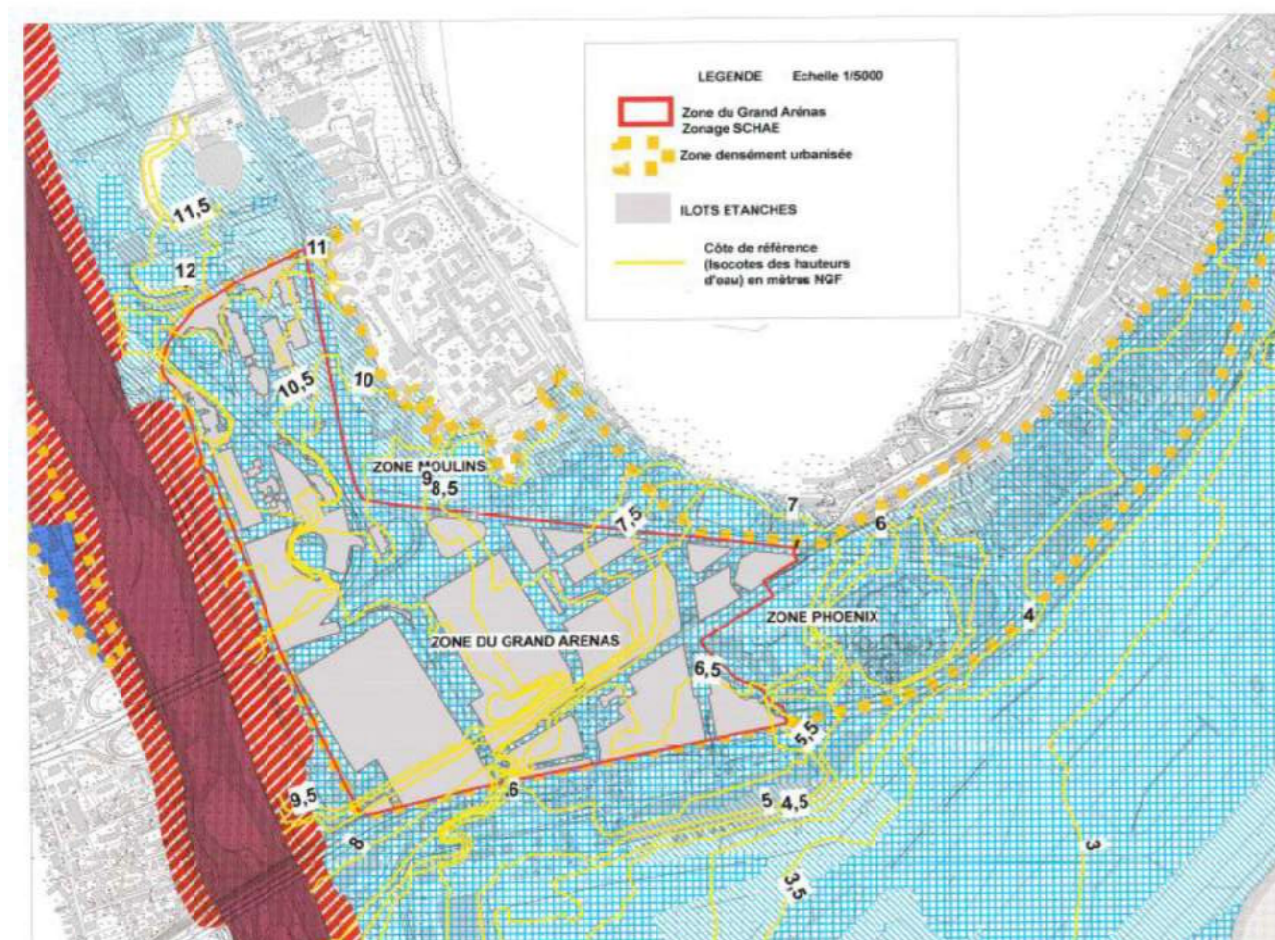 LEGENDE Echelle 1/5000
Zone du Grand Arénas
Zonage SCHAE
Zone densément urbanisée
ILOTS ETANCHES
Côte de référence
(Isocotes des hauteurs
d'eau) en mètres NGF
11,5
11
12
10,5
10
ZONE MOULINS
9
8,5
7,5
7
6
ZONE PHOENIX
4
ZONE DU GRAND ARENAS
6,5
5,5
9,5
6
5
4,5
8
3
3,5